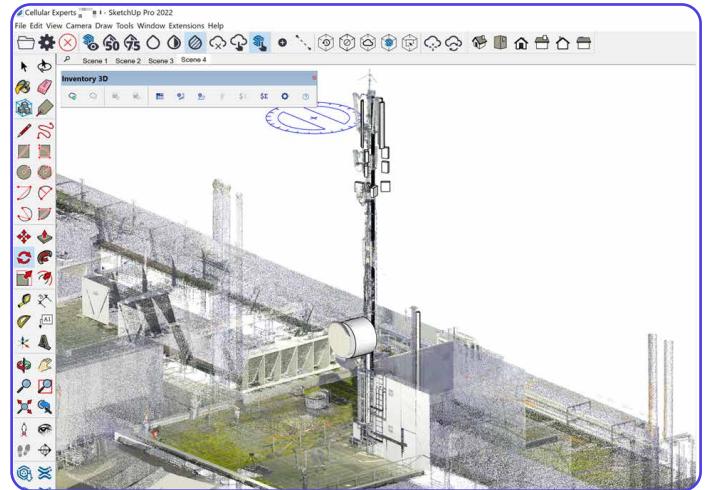 Cellular Experts - SketchUp Pro 2022
File Edit View Camera Draw Tools Window Extensions Help
50 75
Scene 1 Scene 2 Scene 3 Scene 4
Inventory 3D
A1